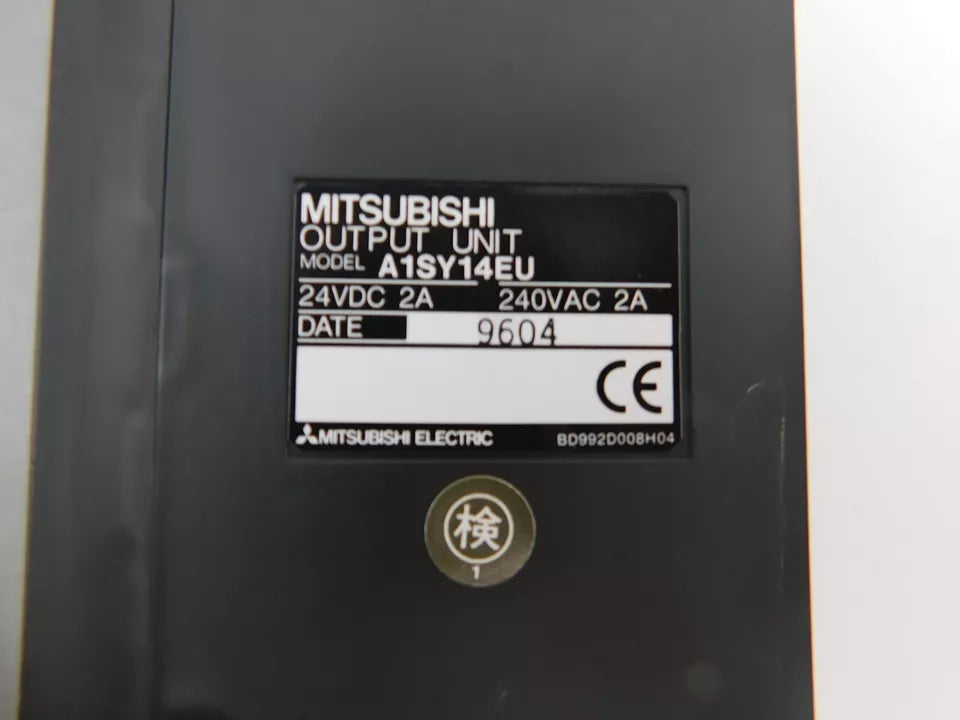 MITSUBISHI
OUTPUT UNIT
MODEL A1SY14EU
24VDC 2A 240VAC 2A
DATE 9604
CE
MITSUBISHI ELECTRIC BD992D008H04
検
1